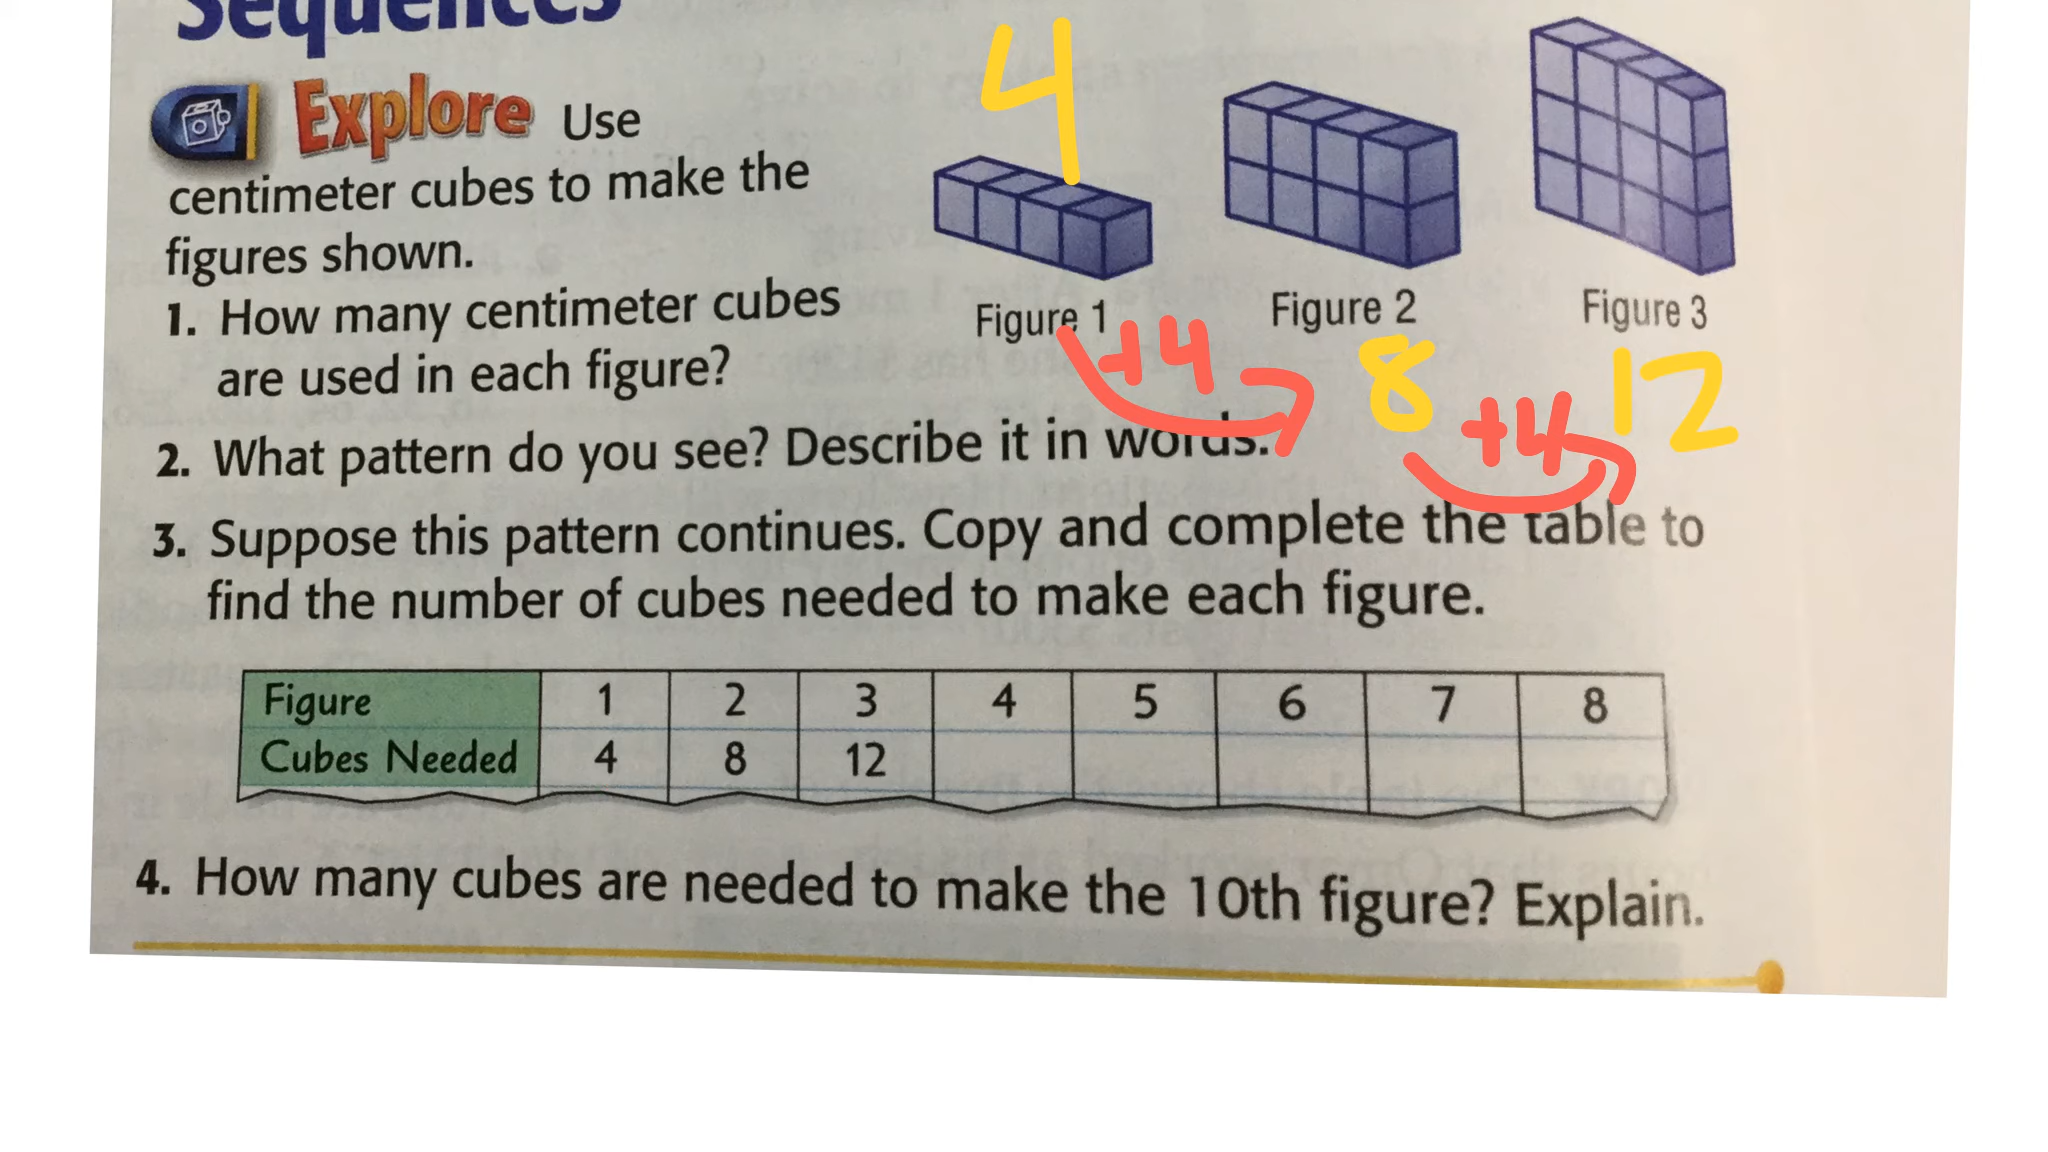 Sequences
Explore Use
centimeter cubes to make the
figures shown.
1. How many centimeter cubes
are used in each figure?
4
Figure 1
Figure 2
Figure 3
+4
8
+4
12
2. What pattern do you see? Describe it in words.
3. Suppose this pattern continues. Copy and complete the table to
find the number of cubes needed to make each figure.
Figure 1 2 3 4 5 6 7 8
Cubes Needed 4 8 12
4. How many cubes are needed to make the 10th figure? Explain.